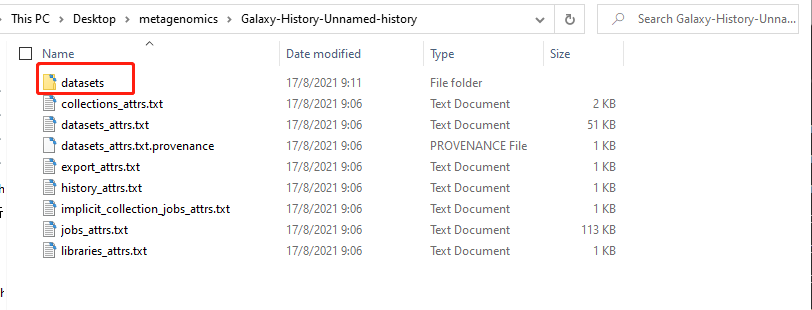 This PC > Desktop > metagenomics > Galaxy-History-Unnamed-history
Search Galaxy-History-Unna...
Name Date modified Type Size
datasets 17/8/2021 9:11 File folder
collections_attrs.txt 17/8/2021 9:06 Text Document 2 KB
datasets_attrs.txt 17/8/2021 9:06 Text Document 51 KB
datasets_attrs.txt.provenance 17/8/2021 9:06 PROVENANCE File 1 KB
export_attrs.txt 17/8/2021 9:06 Text Document 1 KB
history_attrs.txt 17/8/2021 9:06 Text Document 1 KB
implicit_collection_jobs_attrs.txt 17/8/2021 9:06 Text Document 1 KB
jobs_attrs.txt 17/8/2021 9:06 Text Document 113 KB
libraries_attrs.txt 17/8/2021 9:06 Text Document 1 KB